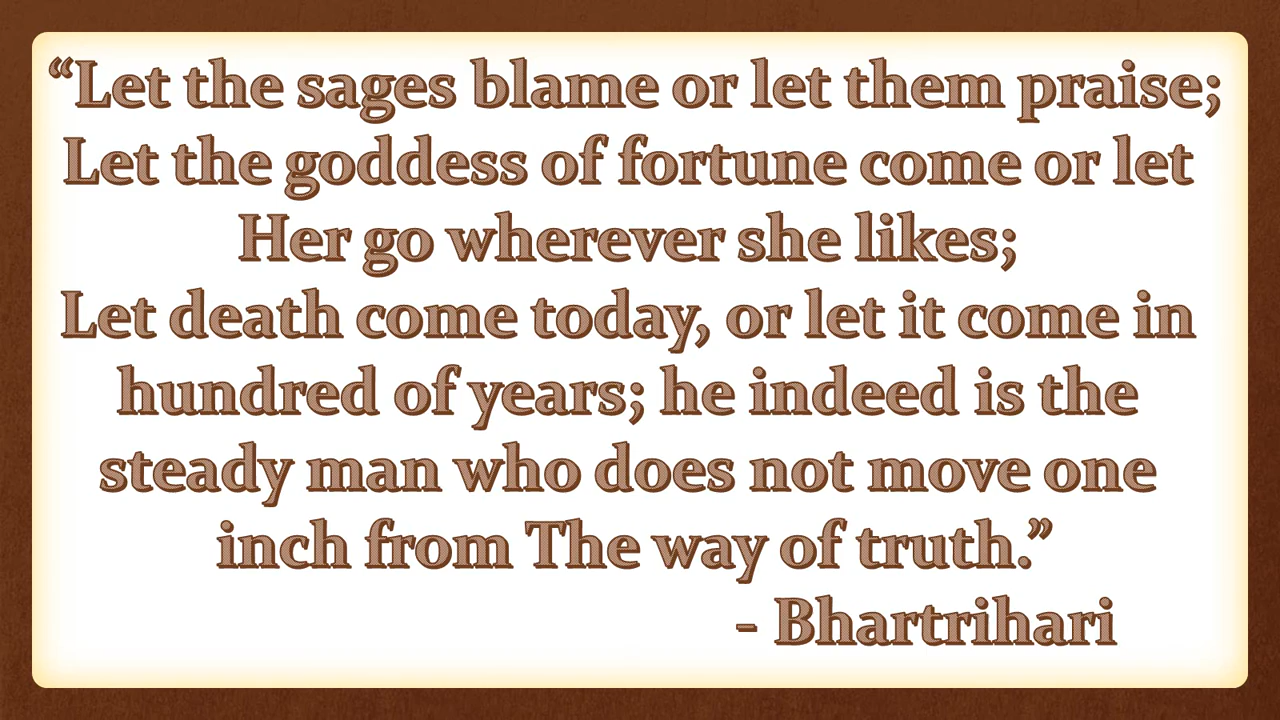 “Let the sages blame or let them praise;
Let the goddess of fortune come or let
Her go wherever she likes;
Let death come today, or let it come in
hundred of years; he indeed is the
steady man who does not move one
inch from The way of truth.”
- Bhartrihari